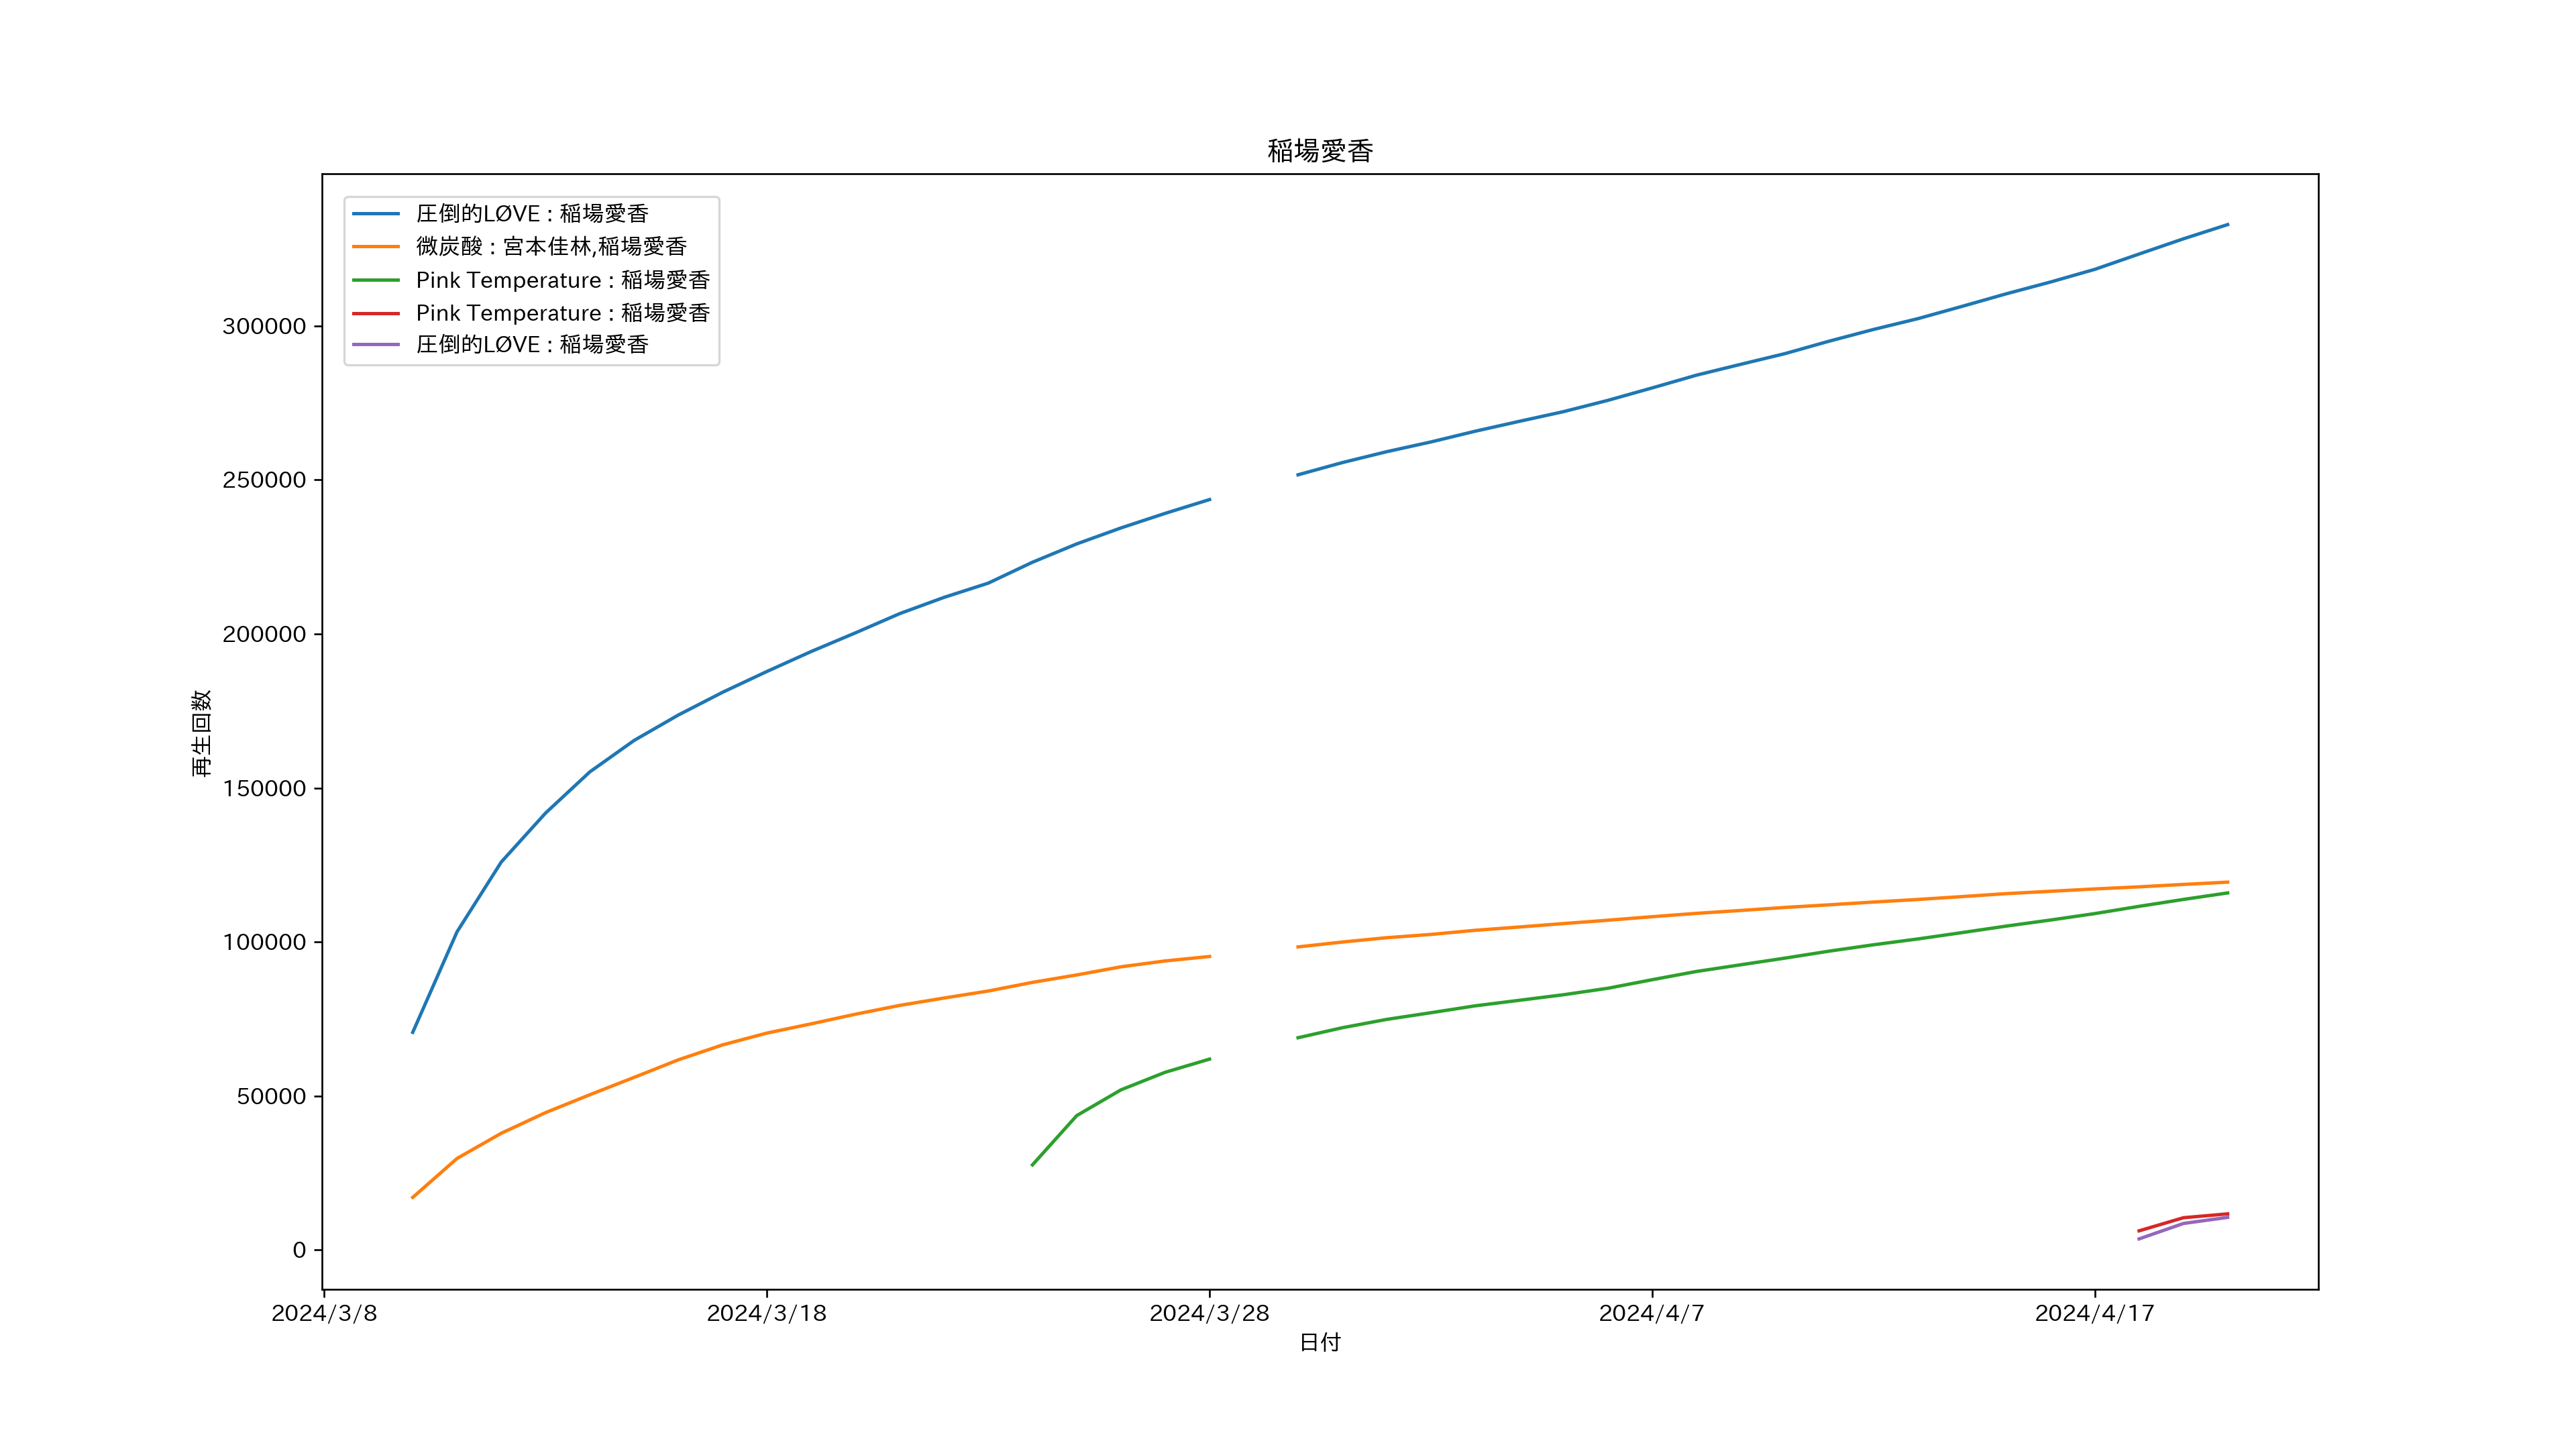 稲場愛香
圧倒的LØVE : 稲場愛香
微炭酸 : 宮本佳林,稲場愛香
Pink Temperature : 稲場愛香
Pink Temperature : 稲場愛香
圧倒的LØVE : 稲場愛香
300000
250000
200000
150000
100000
50000
0
再生回数
2024/3/8 2024/3/18 2024/3/28 2024/4/7 2024/4/17
日付